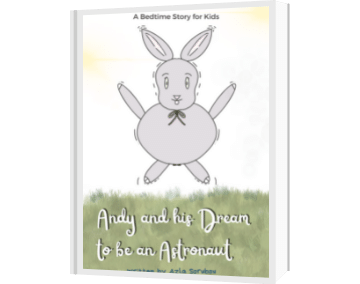 A Bedtime Story for Kids
Andy and his Dream
to be an Astronaut
written by